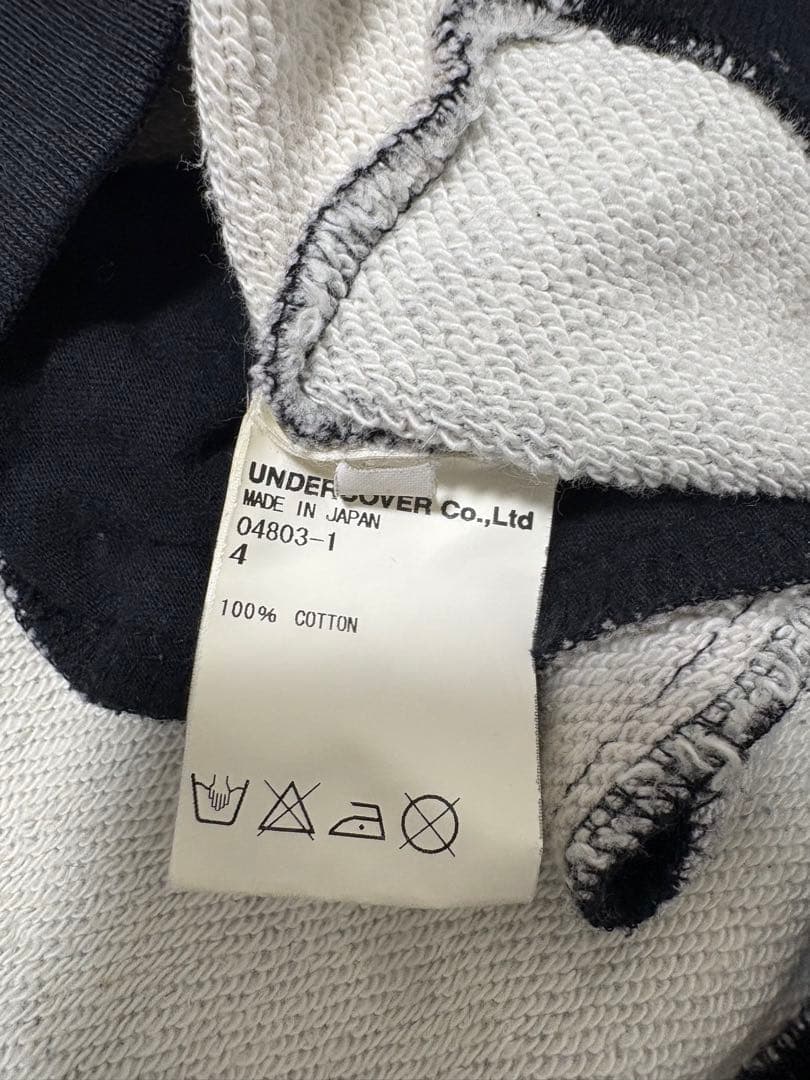 UNDERCOVER Co.,Ltd
MADE IN JAPAN
04803-1
4
100% COTTON